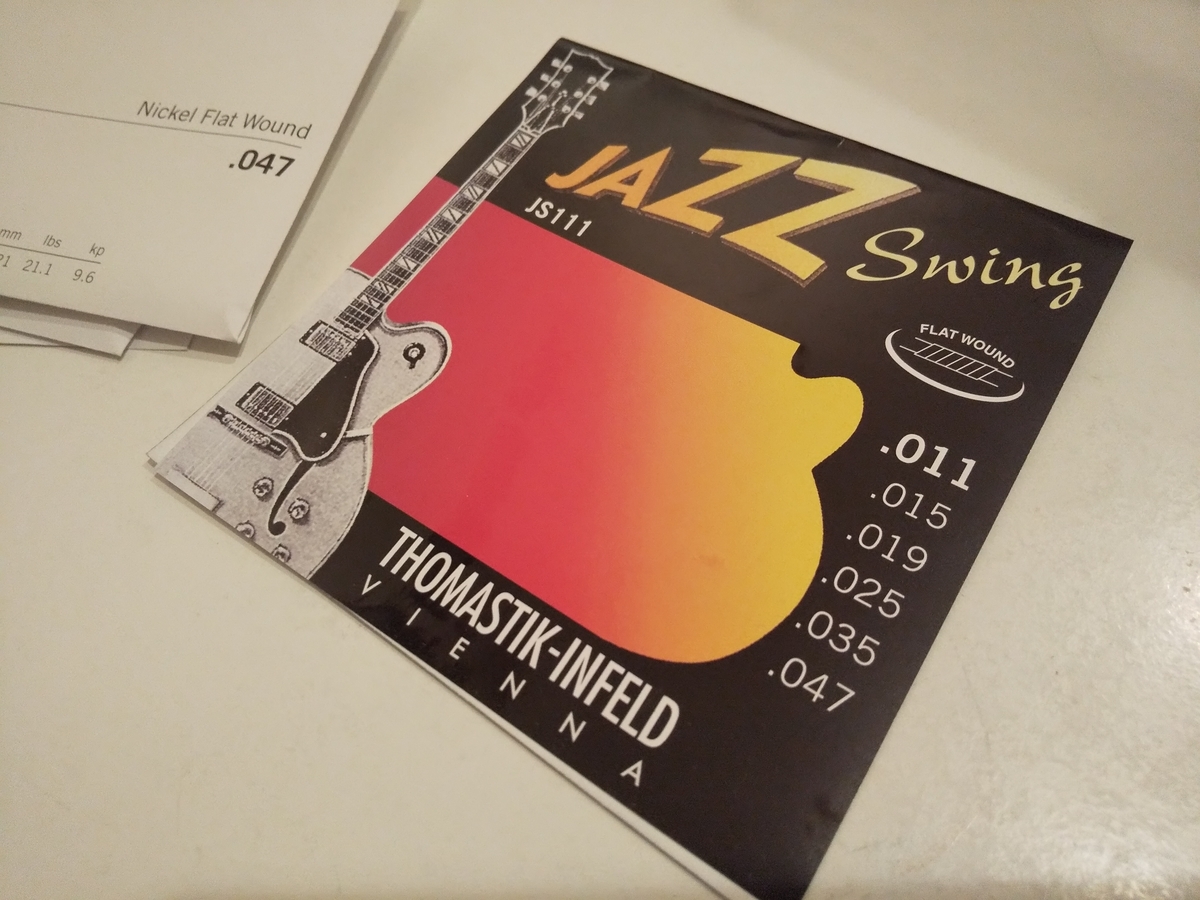 Nickel Flat Wound
.047
mm lbs kp
21.1 9.6
JAZZ
Swing
JS111
FLAT WOUND
.011
.015
.019
.025
.035
.047
THOMASTIK-INFELD
VIENNA